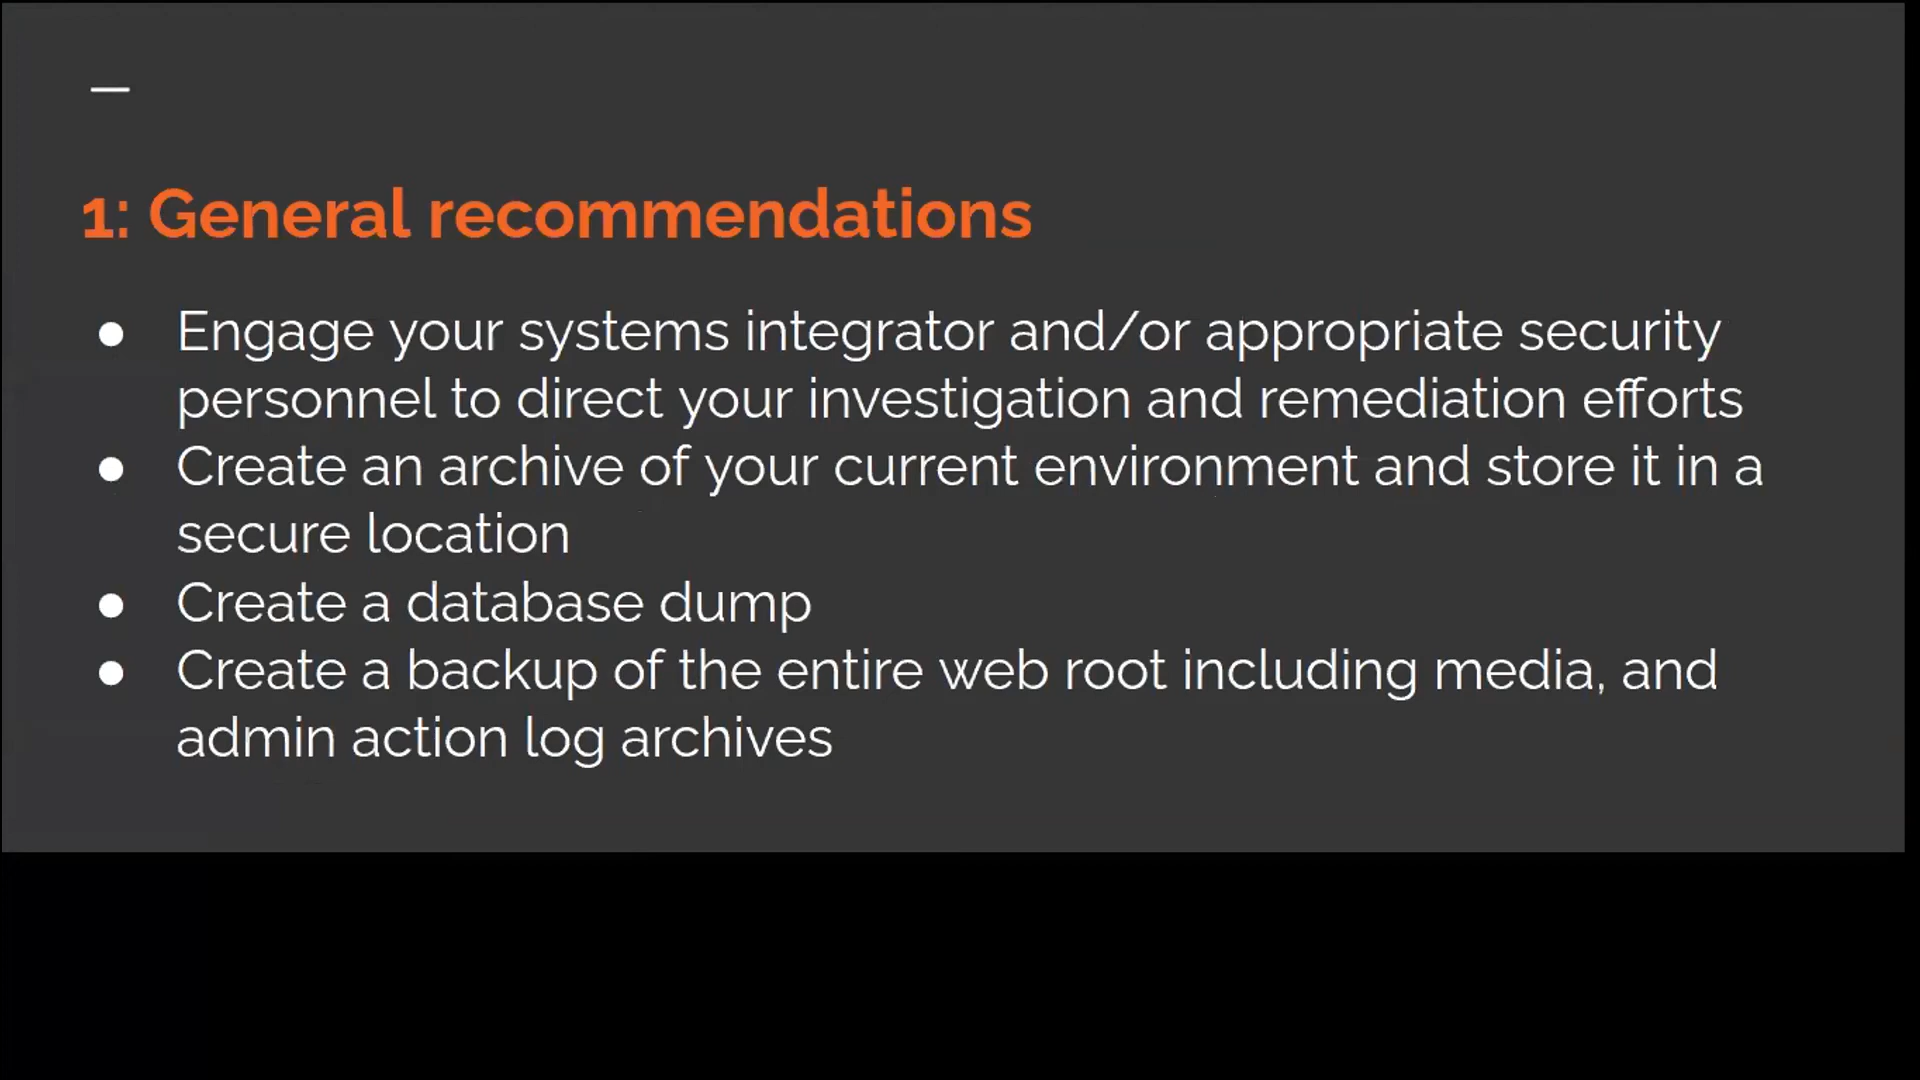 1: General recommendations
● Engage your systems integrator and/or appropriate security
personnel to direct your investigation and remediation efforts
● Create an archive of your current environment and store it in a
secure location
● Create a database dump
● Create a backup of the entire web root including media, and
admin action log archives